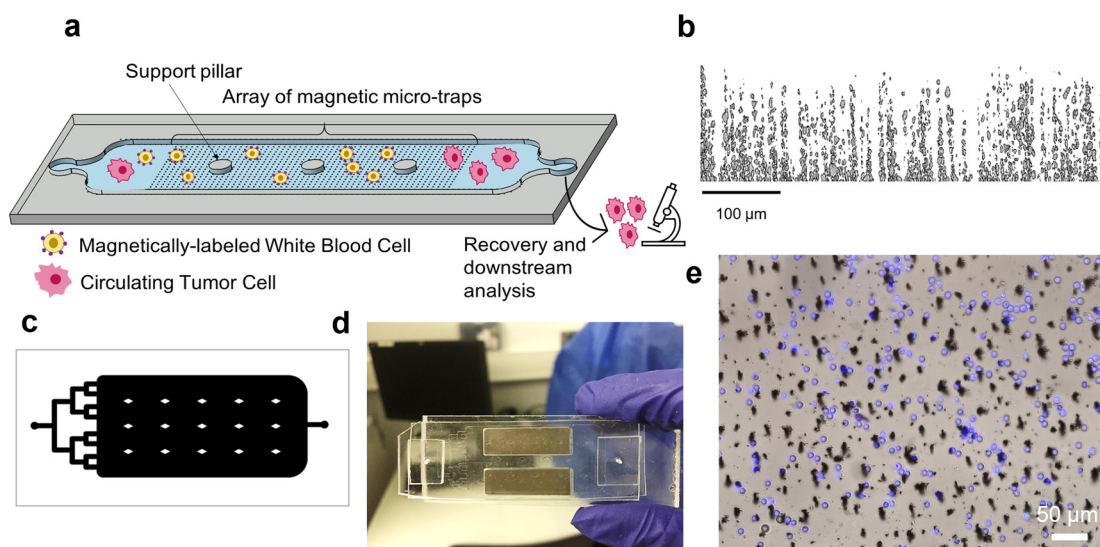 a
Support pillar
Array of magnetic micro-traps
Magnetically-labeled White Blood Cell
Circulating Tumor Cell
Recovery and
downstream
analysis
b
100 µm
c
d
e
50 µm